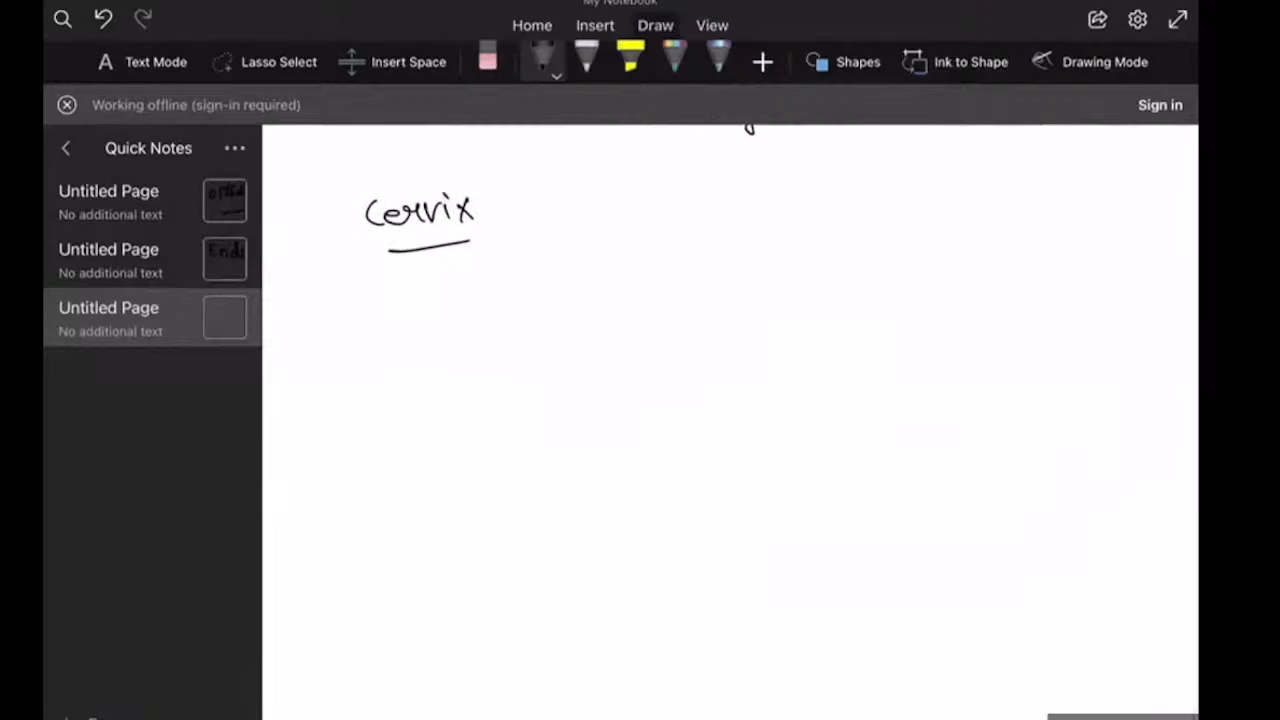 My Notebook
Home Insert Draw View
Text Mode Lasso Select Insert Space Shapes Ink to Shape Drawing Mode
Working offline (sign-in required) Sign in
Quick Notes
Untitled Page
No additional text
Untitled Page
No additional text
Untitled Page
No additional text
Cervix